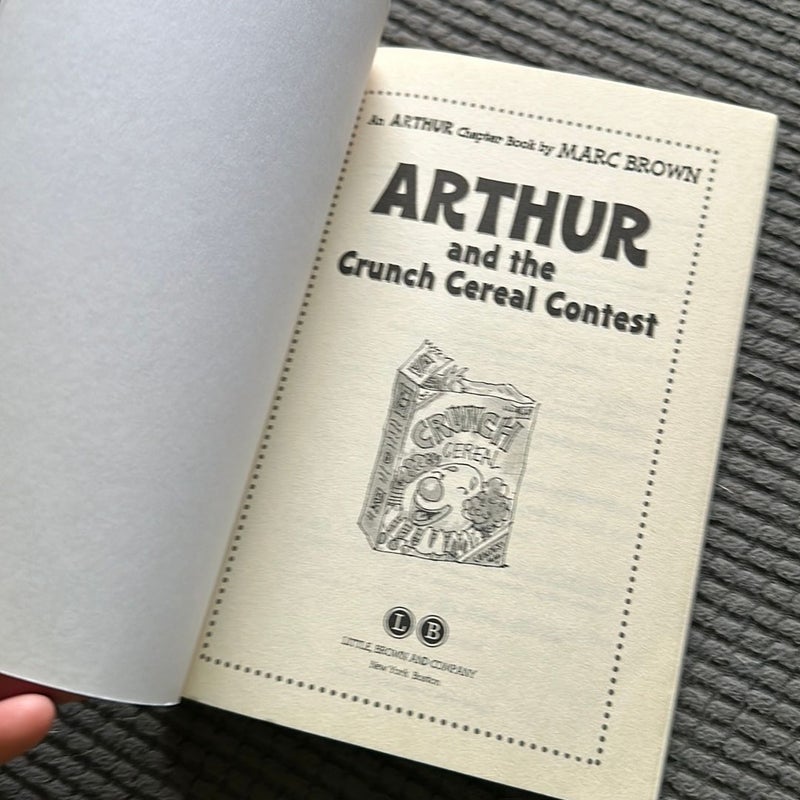 An ARTHUR Chapter Book by MARC BROWN
ARTHUR
and the
Crunch Cereal Contest
CRUNCH
CEREAL
L B
LITTLE, BROWN AND COMPANY
New York Boston